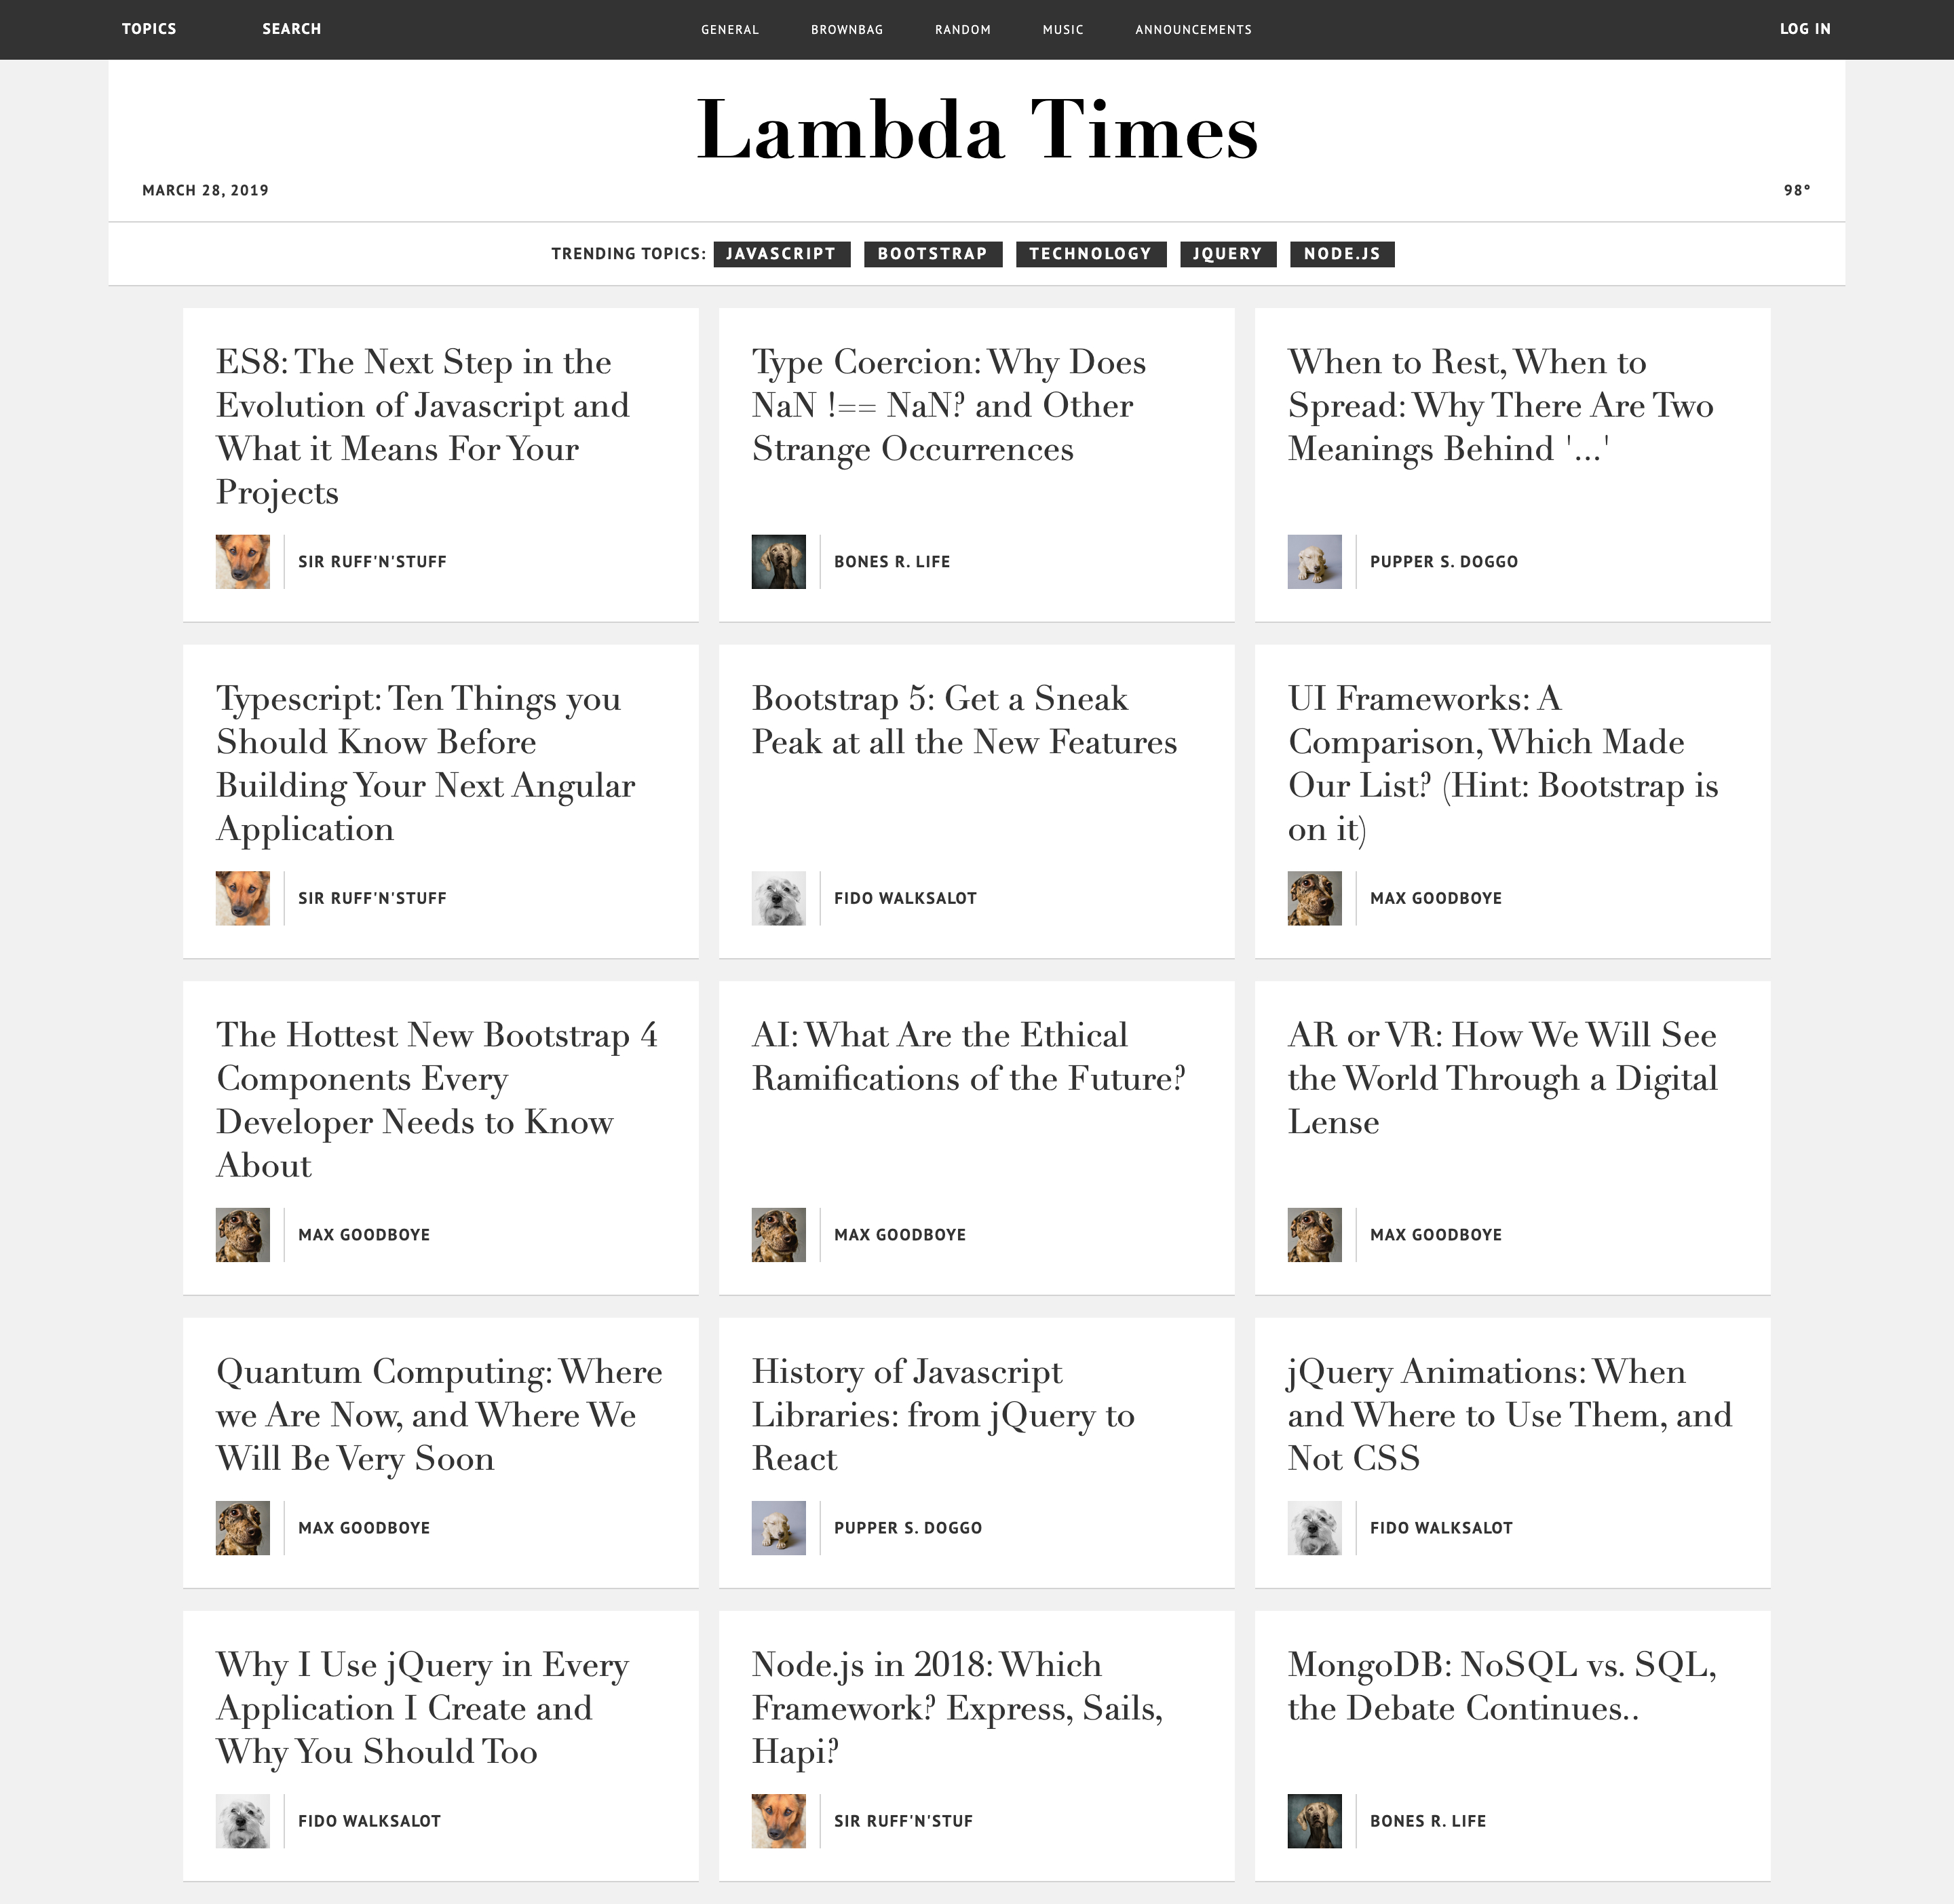 TOPICS SEARCH GENERAL BROWNBAG RANDOM MUSIC ANNOUNCEMENTS LOG IN
Lambda Times
MARCH 28, 2019 98°
TRENDING TOPICS: JAVASCRIPT BOOTSTRAP TECHNOLOGY JQUERY NODE.JS
ES8: The Next Step in the
Evolution of Javascript and
What it Means For Your
Projects
SIR RUFF'N'STUFF
Type Coercion: Why Does
NaN !== NaN? and Other
Strange Occurrences
BONES R. LIFE
When to Rest, When to
Spread: Why There Are Two
Meanings Behind '...'
PUPPER S. DOGGO
Typescript: Ten Things you
Should Know Before
Building Your Next Angular
Application
SIR RUFF'N'STUFF
Bootstrap 5: Get a Sneak
Peak at all the New Features
FIDO WALKSALOT
UI Frameworks: A
Comparison, Which Made
Our List? (Hint: Bootstrap is
on it)
MAX GOODBOYE
The Hottest New Bootstrap 4
Components Every
Developer Needs to Know
About
MAX GOODBOYE
AI: What Are the Ethical
Ramifications of the Future?
MAX GOODBOYE
AR or VR: How We Will See
the World Through a Digital
Lense
MAX GOODBOYE
Quantum Computing: Where
we Are Now, and Where We
Will Be Very Soon
MAX GOODBOYE
History of Javascript
Libraries: from jQuery to
React
PUPPER S. DOGGO
jQuery Animations: When
and Where to Use Them, and
Not CSS
FIDO WALKSALOT
Why I Use jQuery in Every
Application I Create and
Why You Should Too
FIDO WALKSALOT
Node.js in 2018: Which
Framework? Express, Sails,
Hapi?
SIR RUFF'N'STUF
MongoDB: NoSQL vs. SQL,
the Debate Continues..
BONES R. LIFE